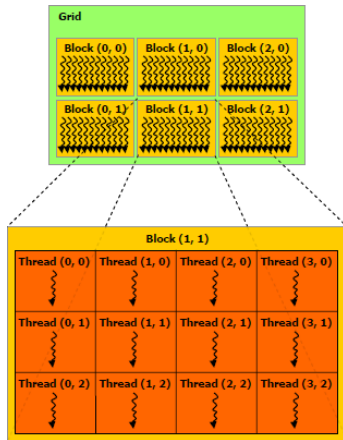 Grid
Block (0, 0) Block (1, 0) Block (2, 0)
Block (0, 1) Block (1, 1) Block (2, 1)
Block (1, 1)
Thread (0, 0) Thread (1, 0) Thread (2, 0) Thread (3, 0)
Thread (0, 1) Thread (1, 1) Thread (2, 1) Thread (3, 1)
Thread (0, 2) Thread (1, 2) Thread (2, 2) Thread (3, 2)